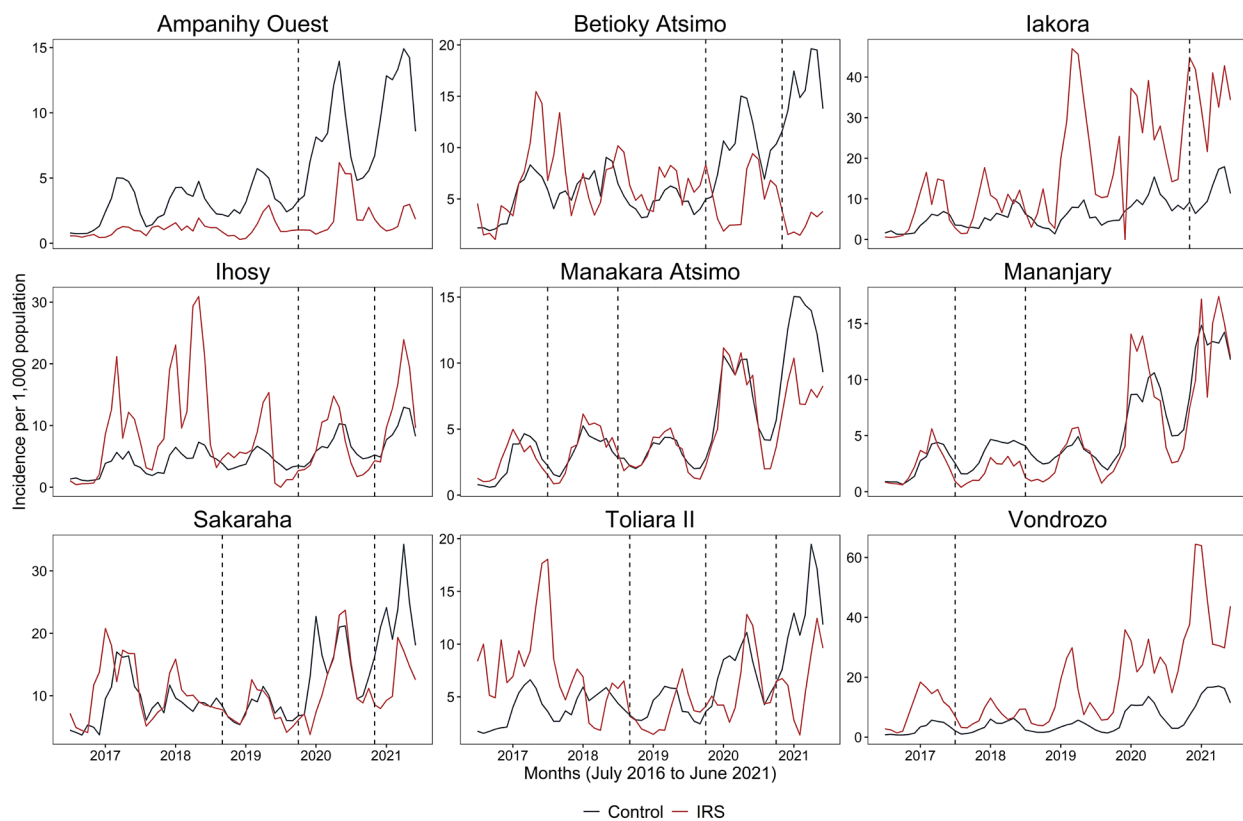 Ampanihy Ouest
Betioky Atsimo
Iakora
15
10
5
0
20
15
10
5
40
30
20
10
0
Ihosy
Manakara Atsimo
Mananjary
30
20
10
0
15
10
5
0
15
10
5
0
Sakaraha
Toliara II
Vondrozo
30
20
10
20
15
10
5
60
40
20
0
2017 2018 2019 2020 2021
2017 2018 2019 2020 2021
2017 2018 2019 2020 2021
Incidence per 1,000 population
Months (July 2016 to June 2021)
Control IRS